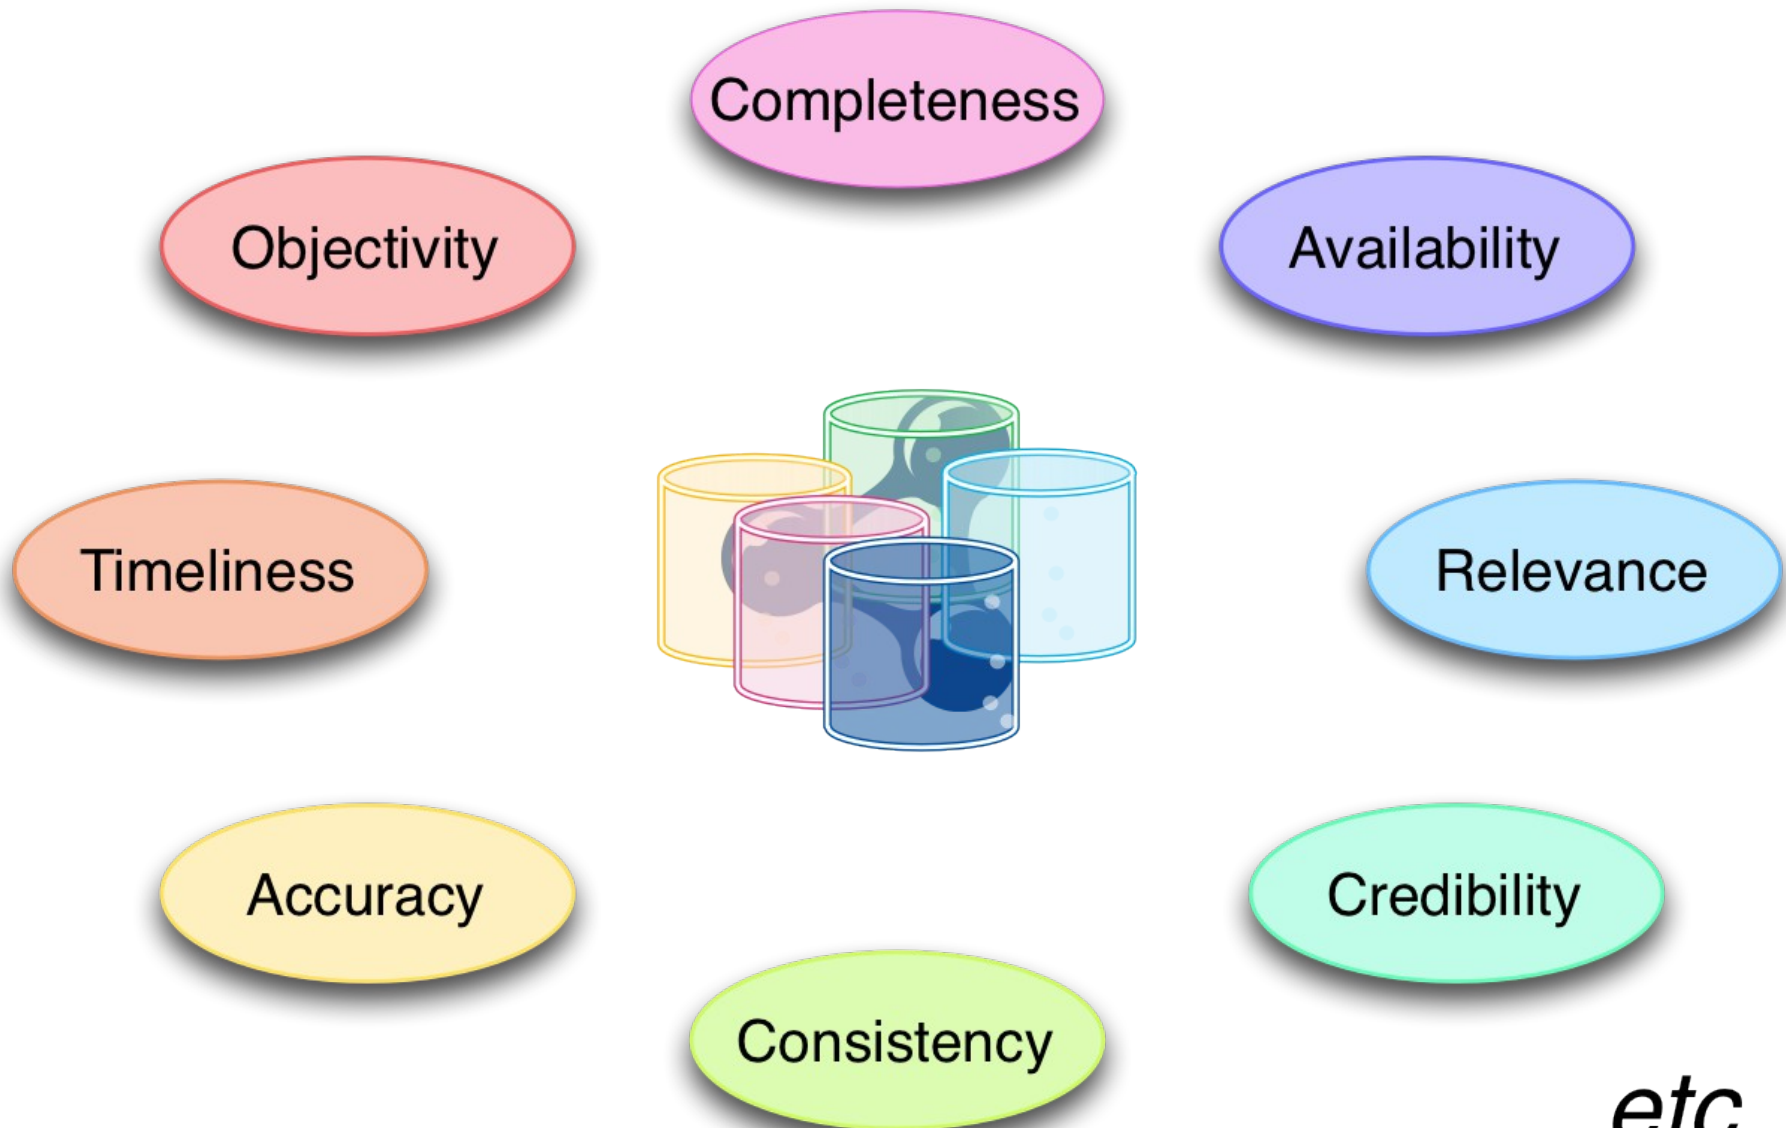 Completeness
Objectivity
Availability
Timeliness
Relevance
Accuracy
Credibility
Consistency
etc